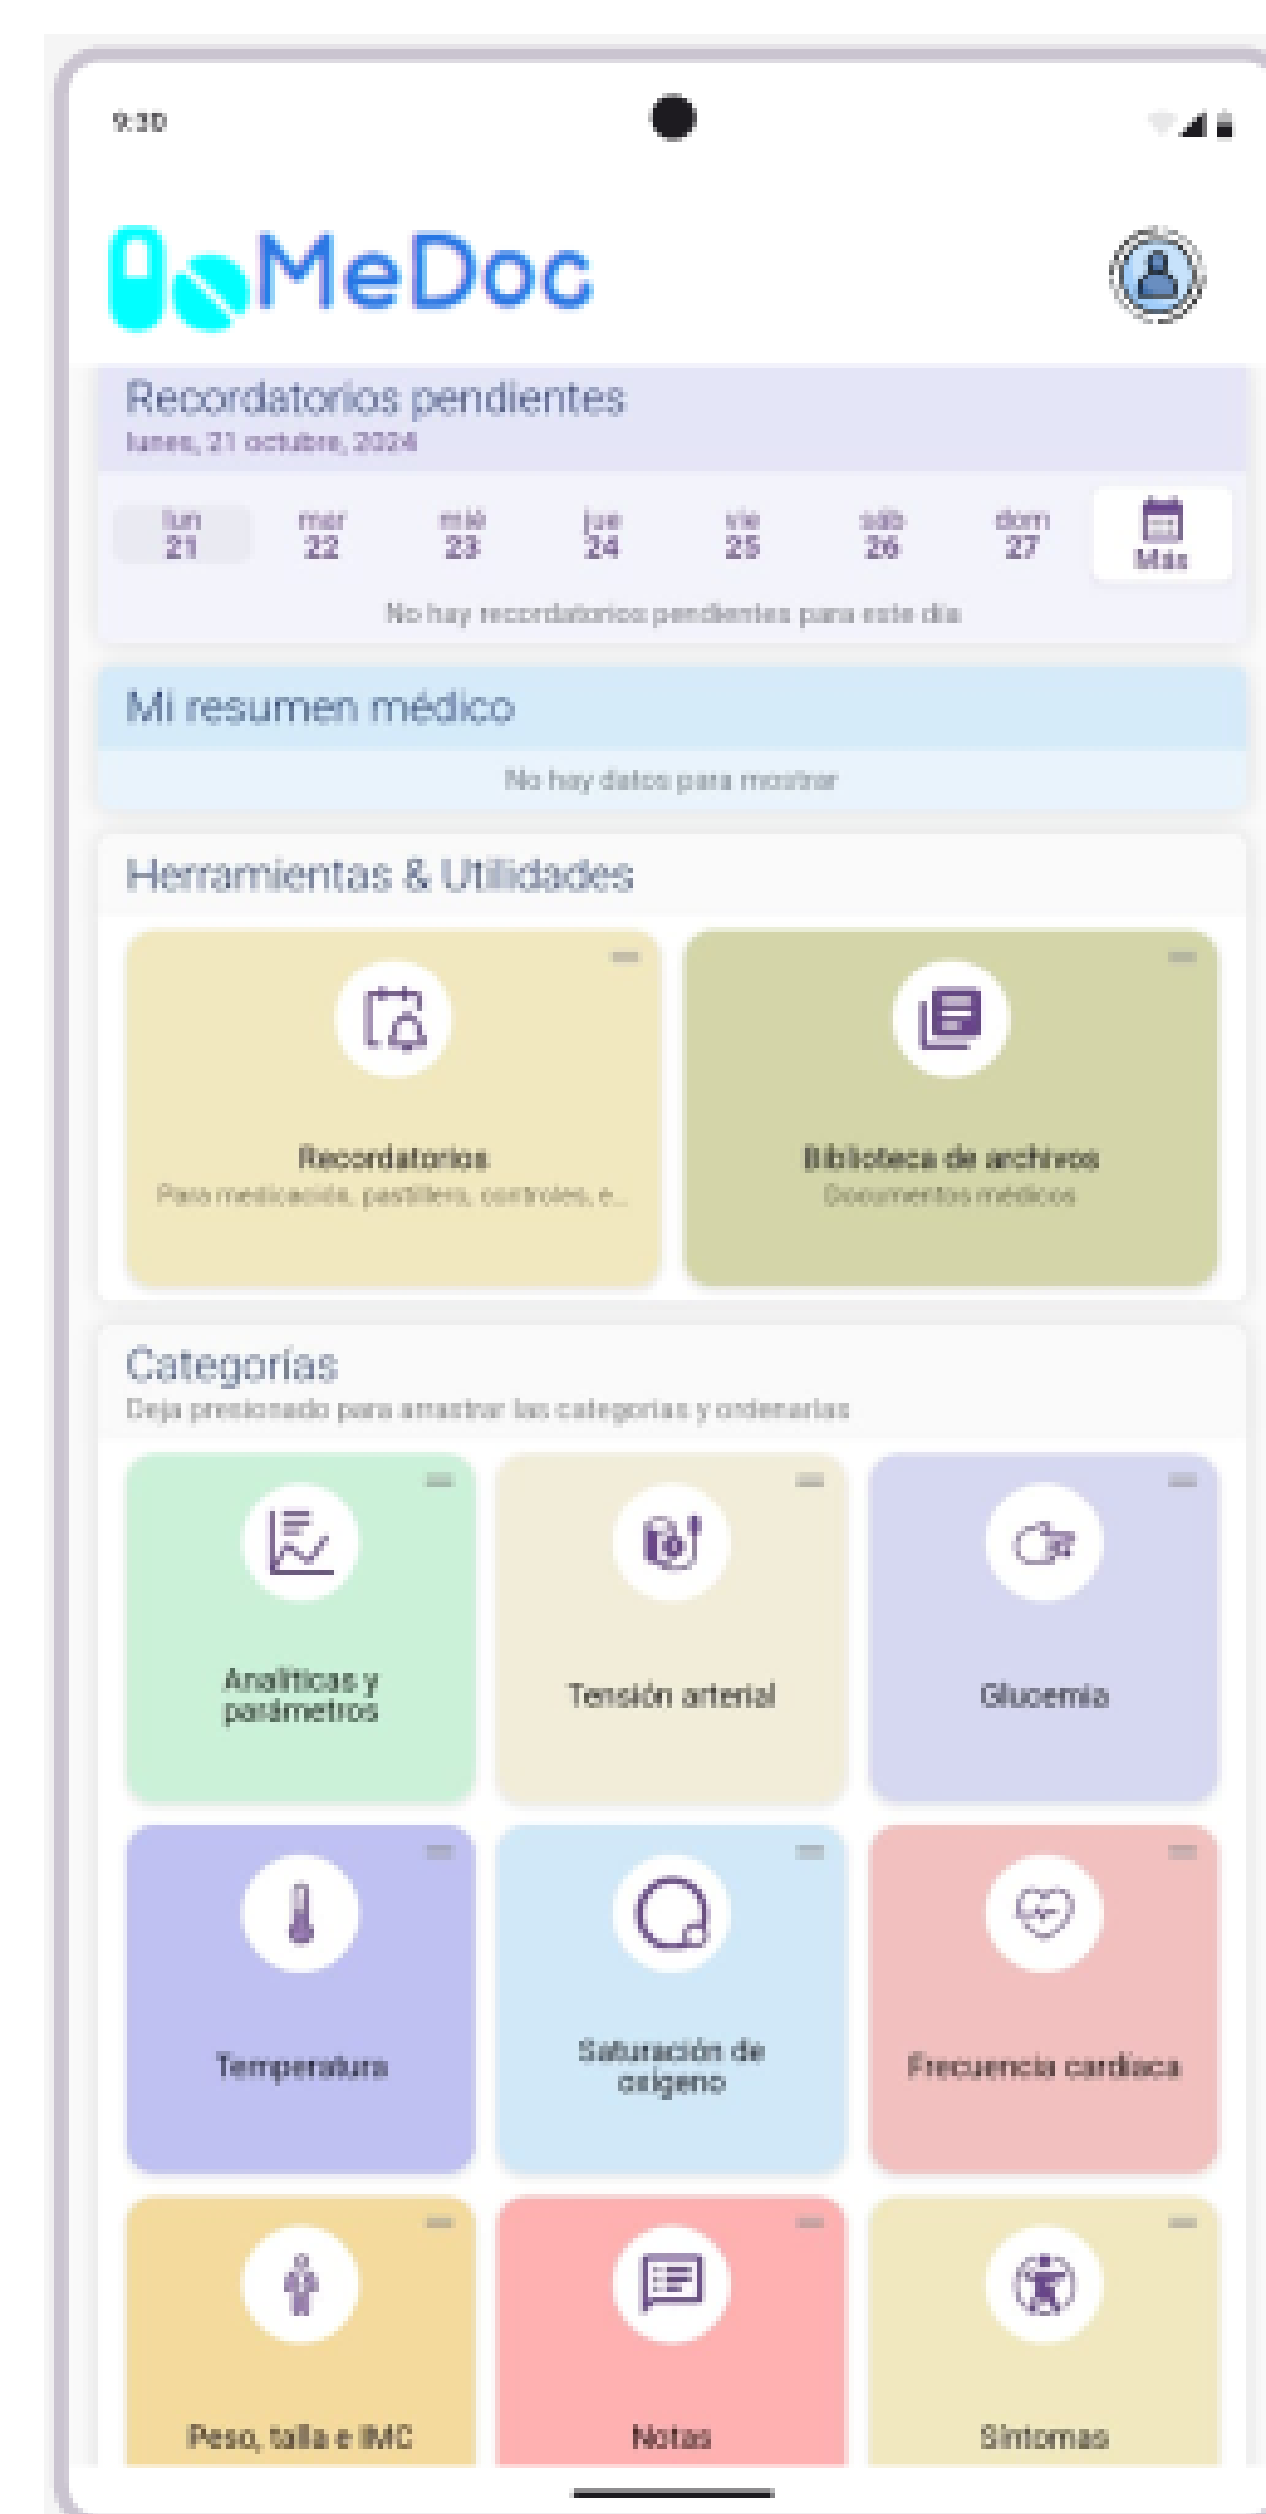 9:30
MeDoc
Recordatorios pendientes
lunes, 21 octubre, 2024
lun mar mié jue vie sáb dom
21 22 23 24 25 26 27
Más
No hay recordatorios pendientes para este día
Mi resumen médico
No hay datos para mostrar
Herramientas & Utilidades
Recordatorios
Para medicación, pastillero, controles, e...
Biblioteca de archivos
Documentos médicos
Categorías
Deja presionado para arrastrar las categorías y ordenarlas
Analíticas y
parámetros
Tensión arterial
Glucemia
Temperatura
Saturación de
oxígeno
Frecuencia cardíaca
Peso, talla e IMC
Notas
Síntomas